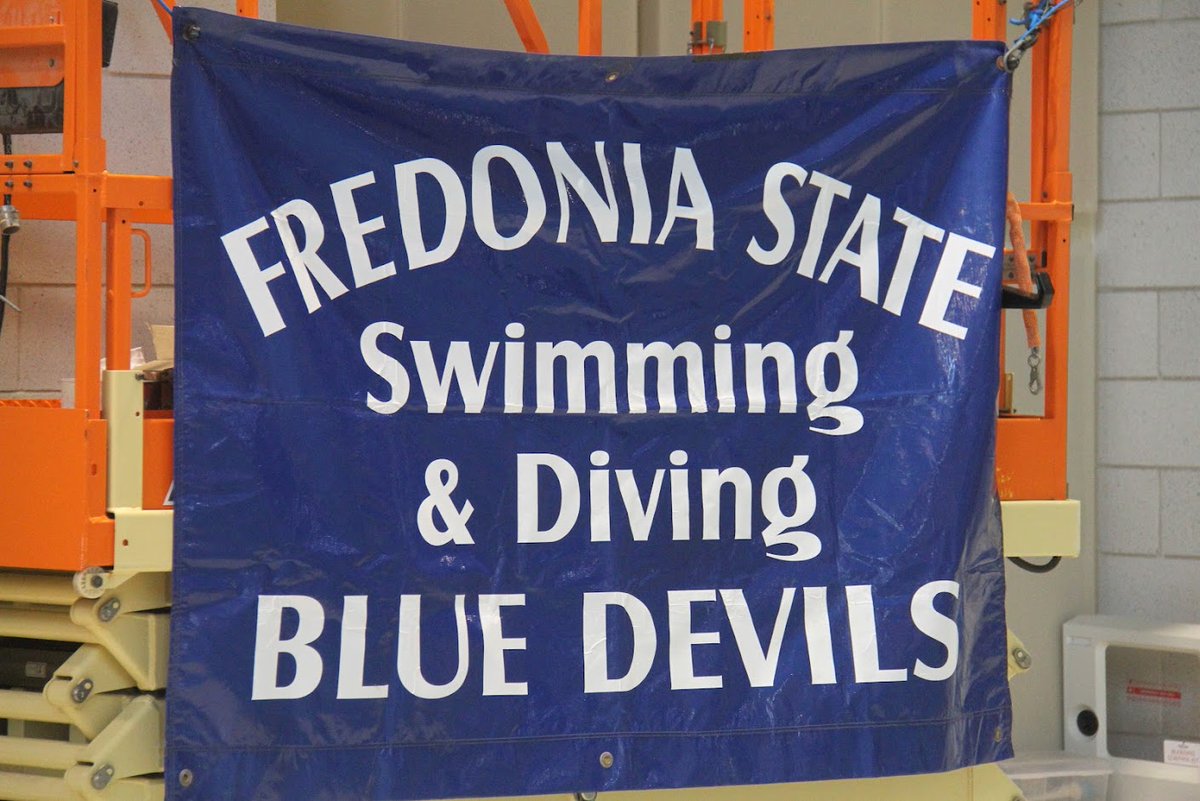 FREDONIA STATE
Swimming
& Diving
BLUE DEVILS